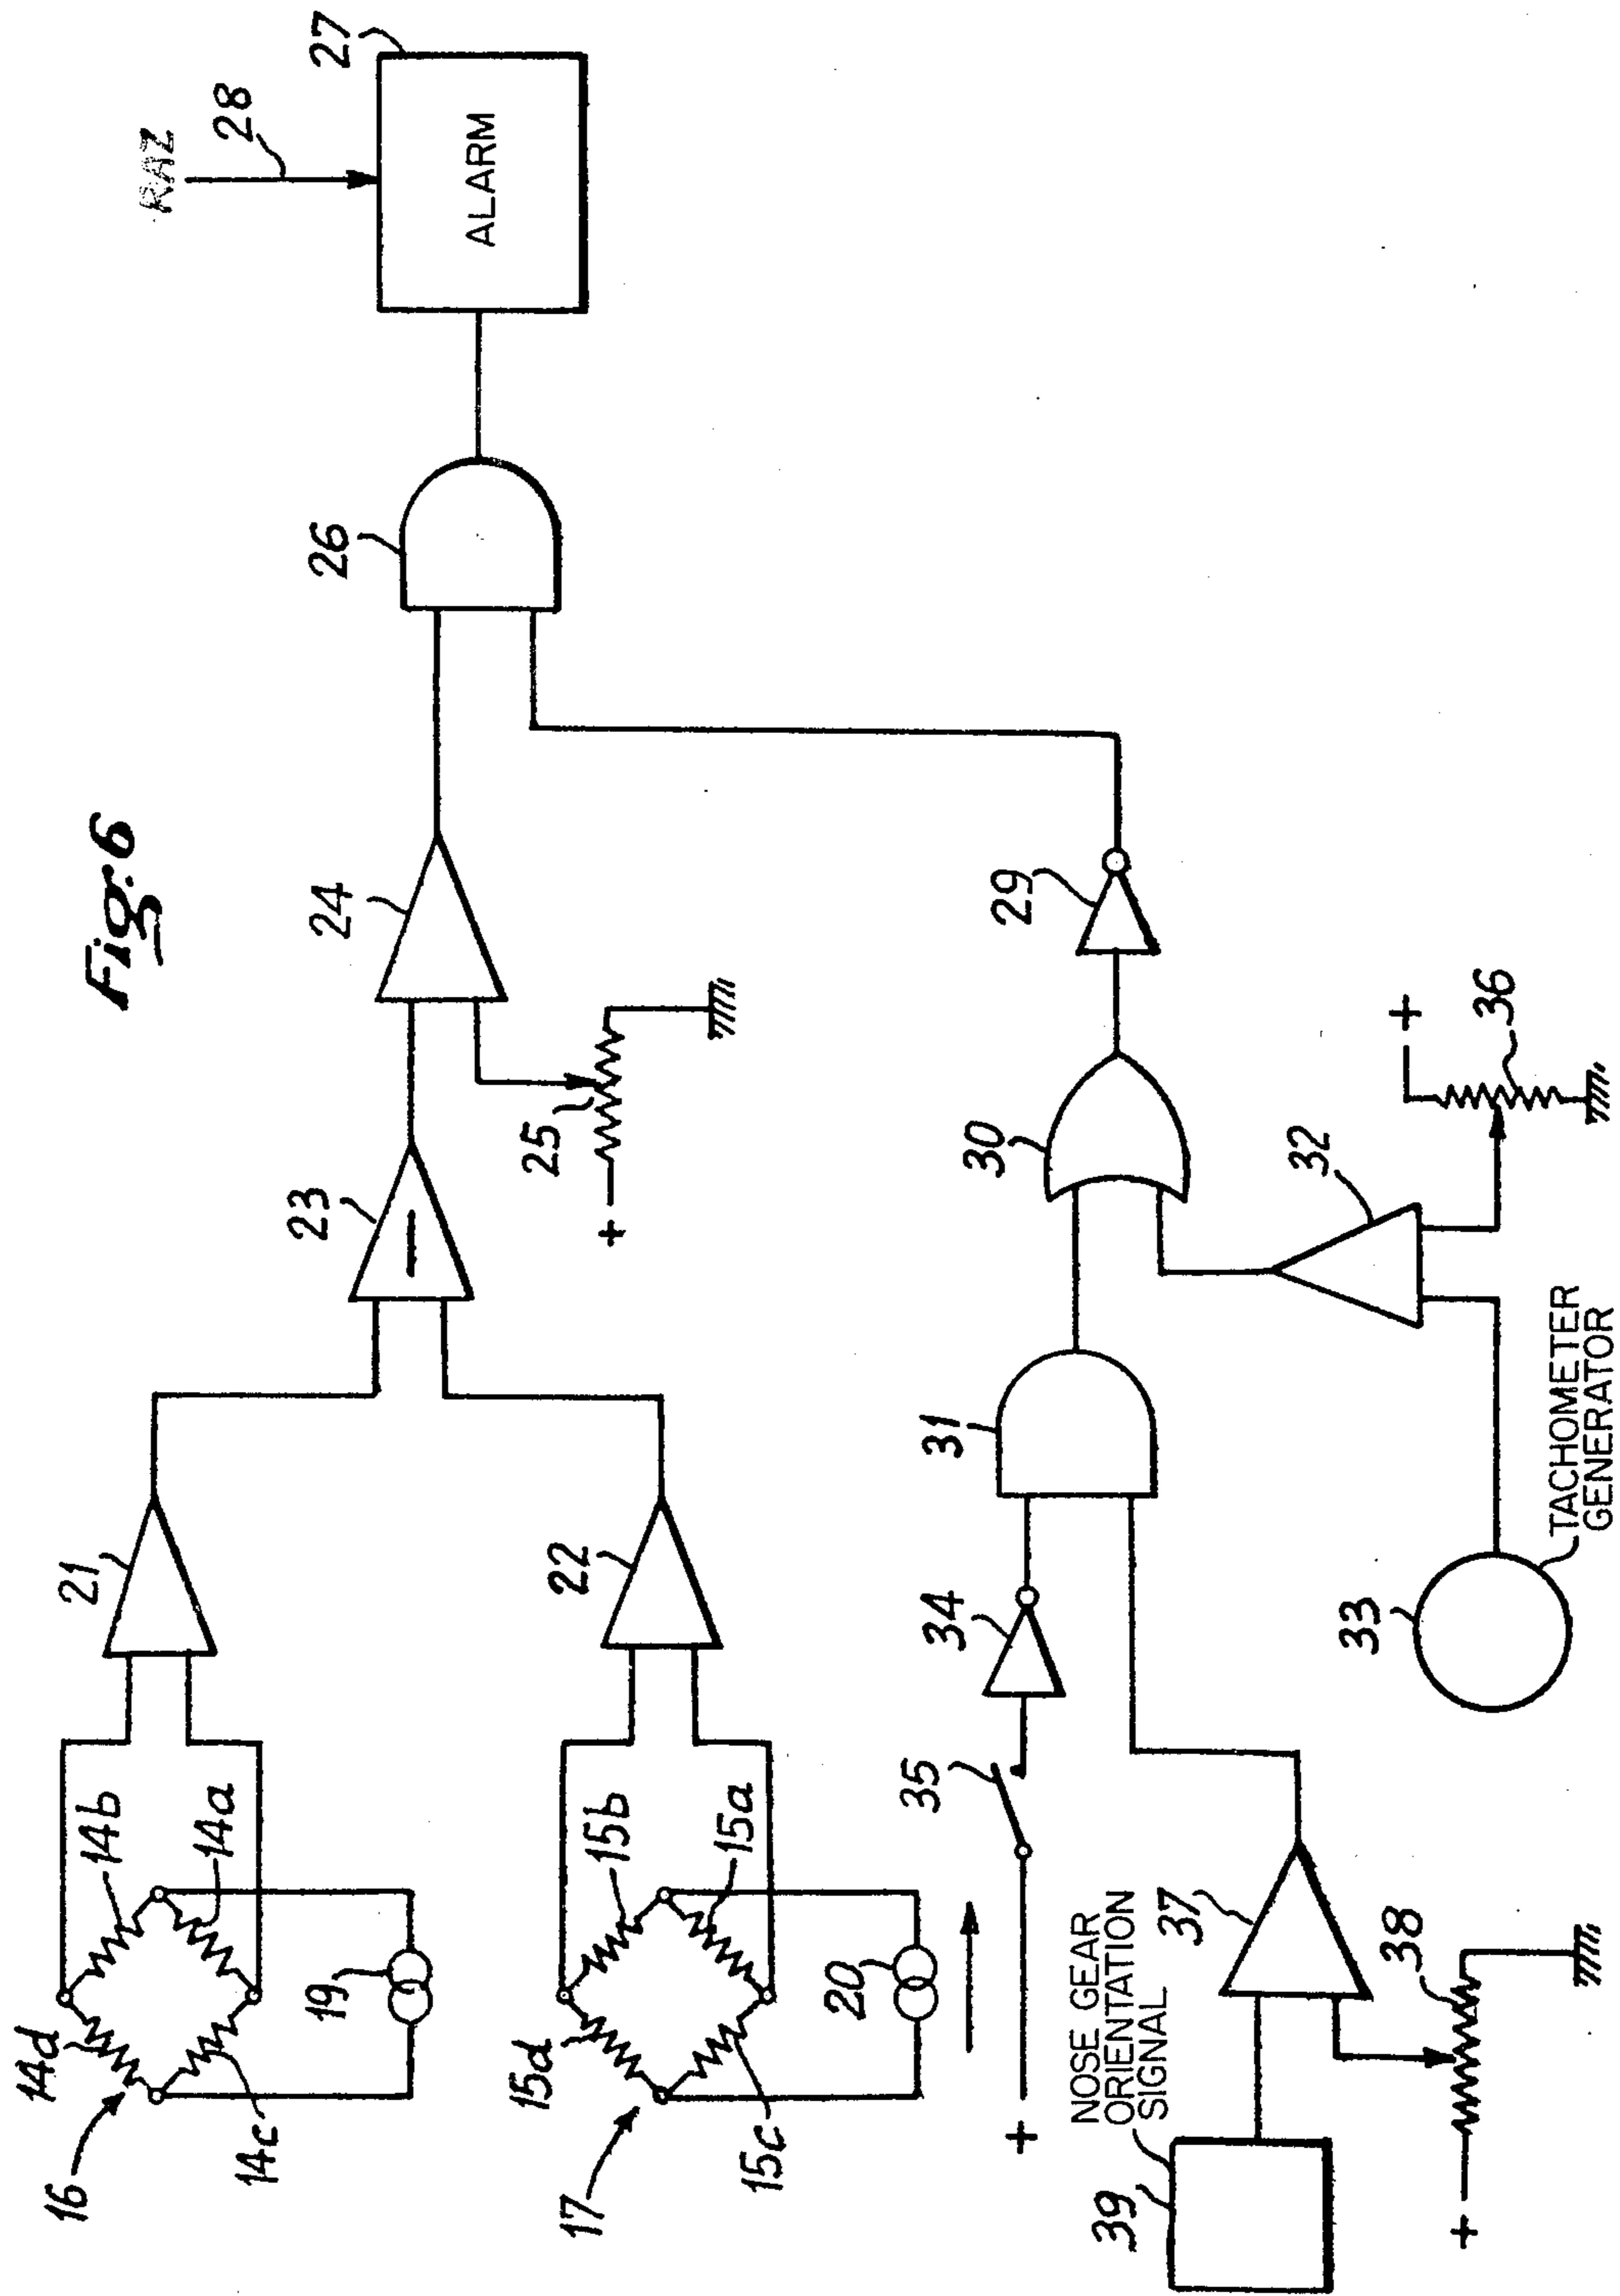 Fig. 6
16
14d
14b
14a
14c
19
21
17
15d
15b
15a
15c
20
22
23
24
25
+
26
27
ALARM
RAZ
28
29
30
31
32
33
TACHOMETER
GENERATOR
34
35
+
36
+
37
38
+
39
NOSE GEAR
ORIENTATION
SIGNAL